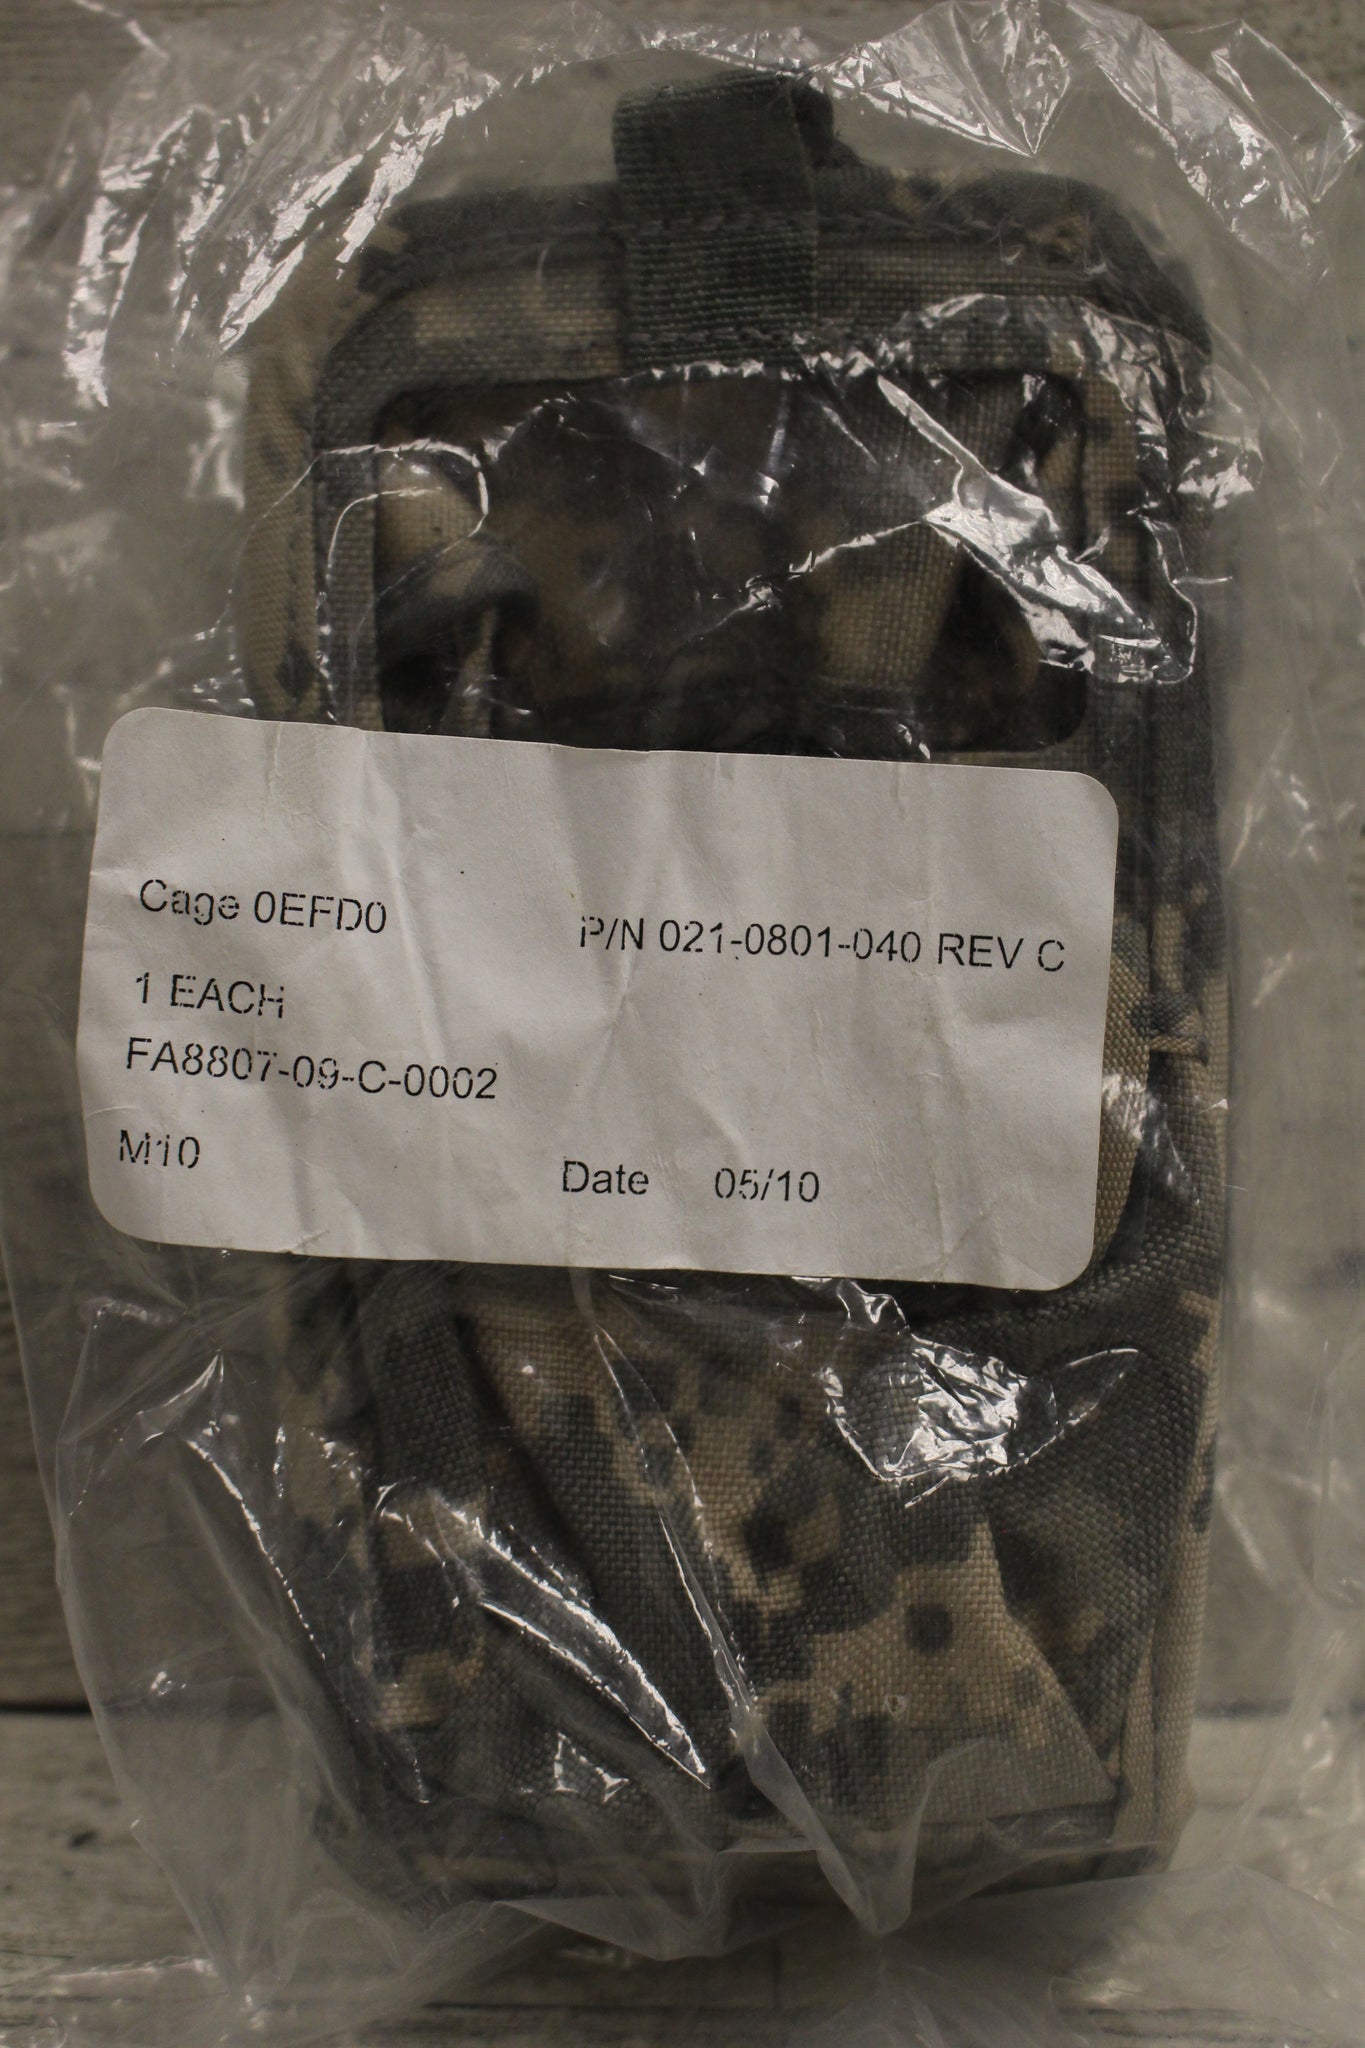 Cage 0EFD0
P/N 021-0801-040 REV C
1 EACH
FA8807-09-C-0002
M10
Date 05/10